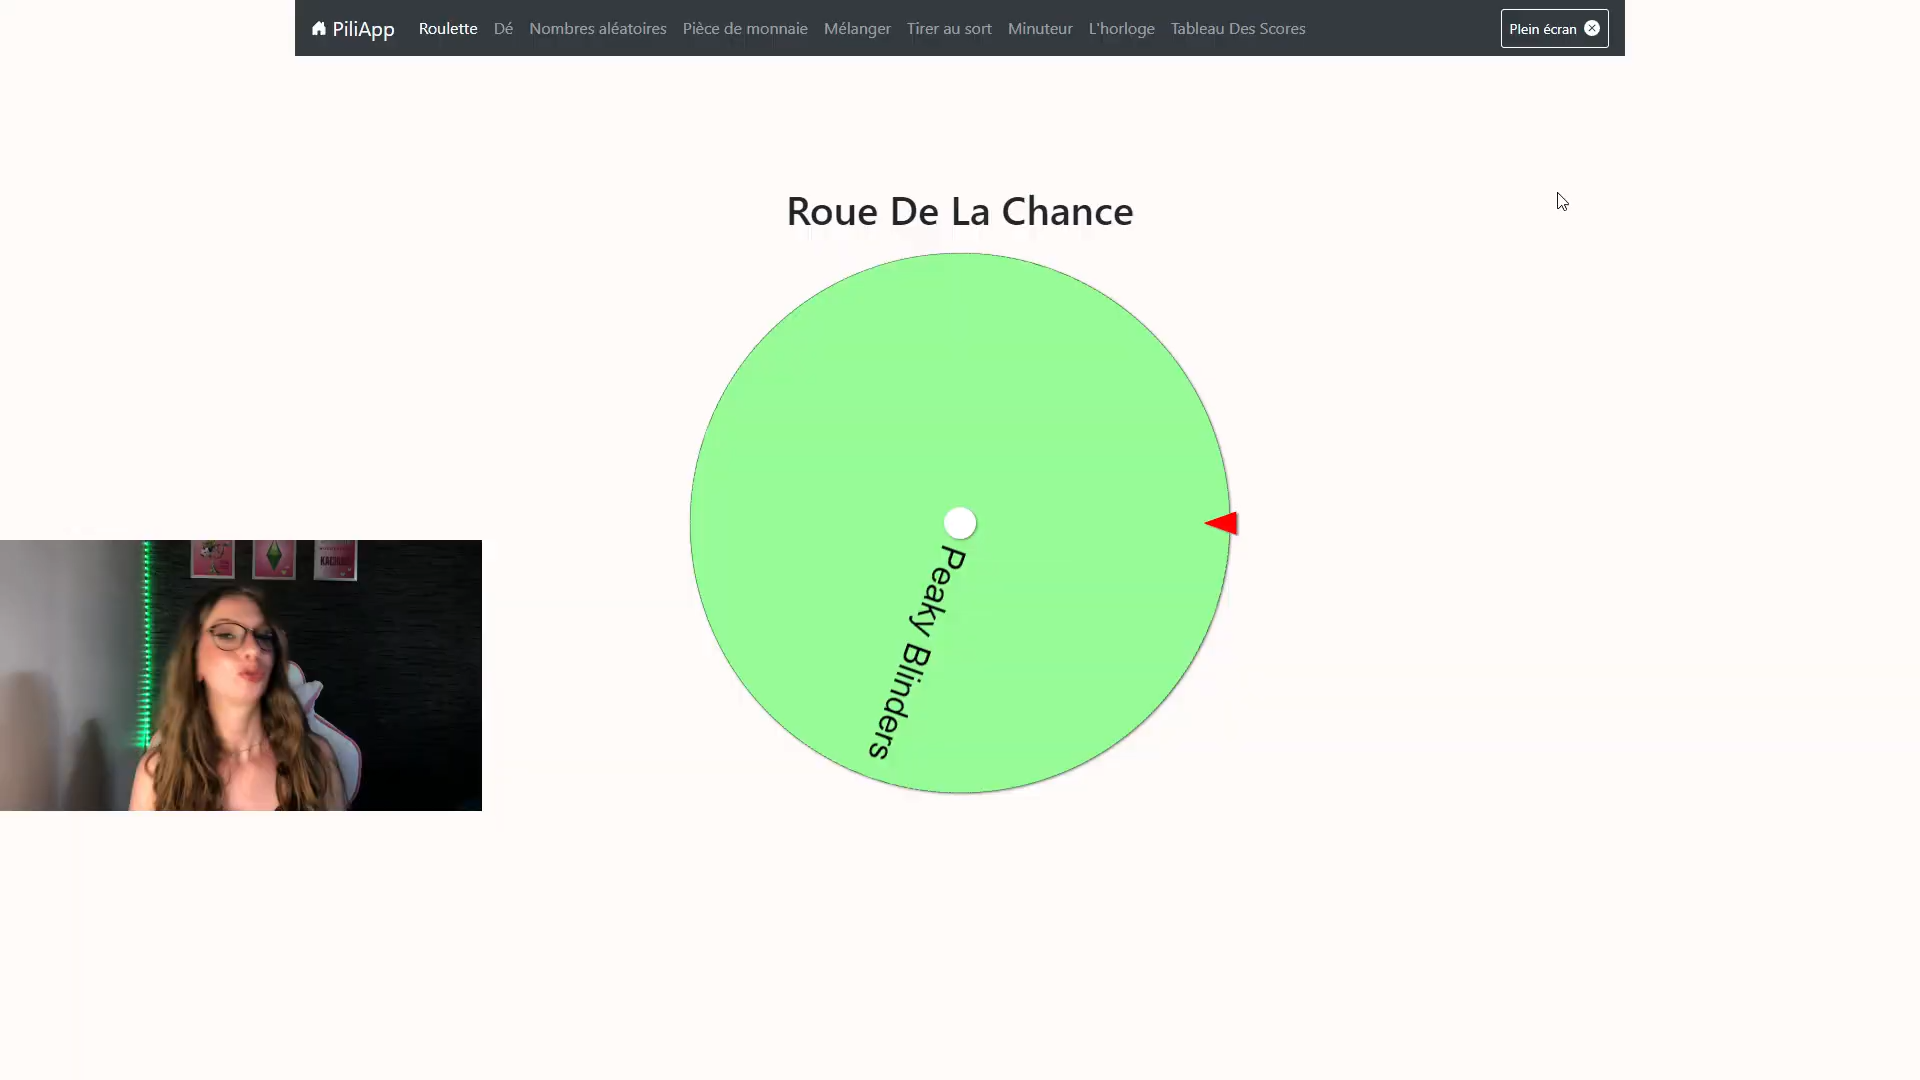 PiliApp
Roulette
Dé
Nombres aléatoires
Pièce de monnaie
Mélanger
Tirer au sort
Minuteur
L'horloge
Tableau Des Scores
Plein écran
Roue De La Chance
Peaky Blinders